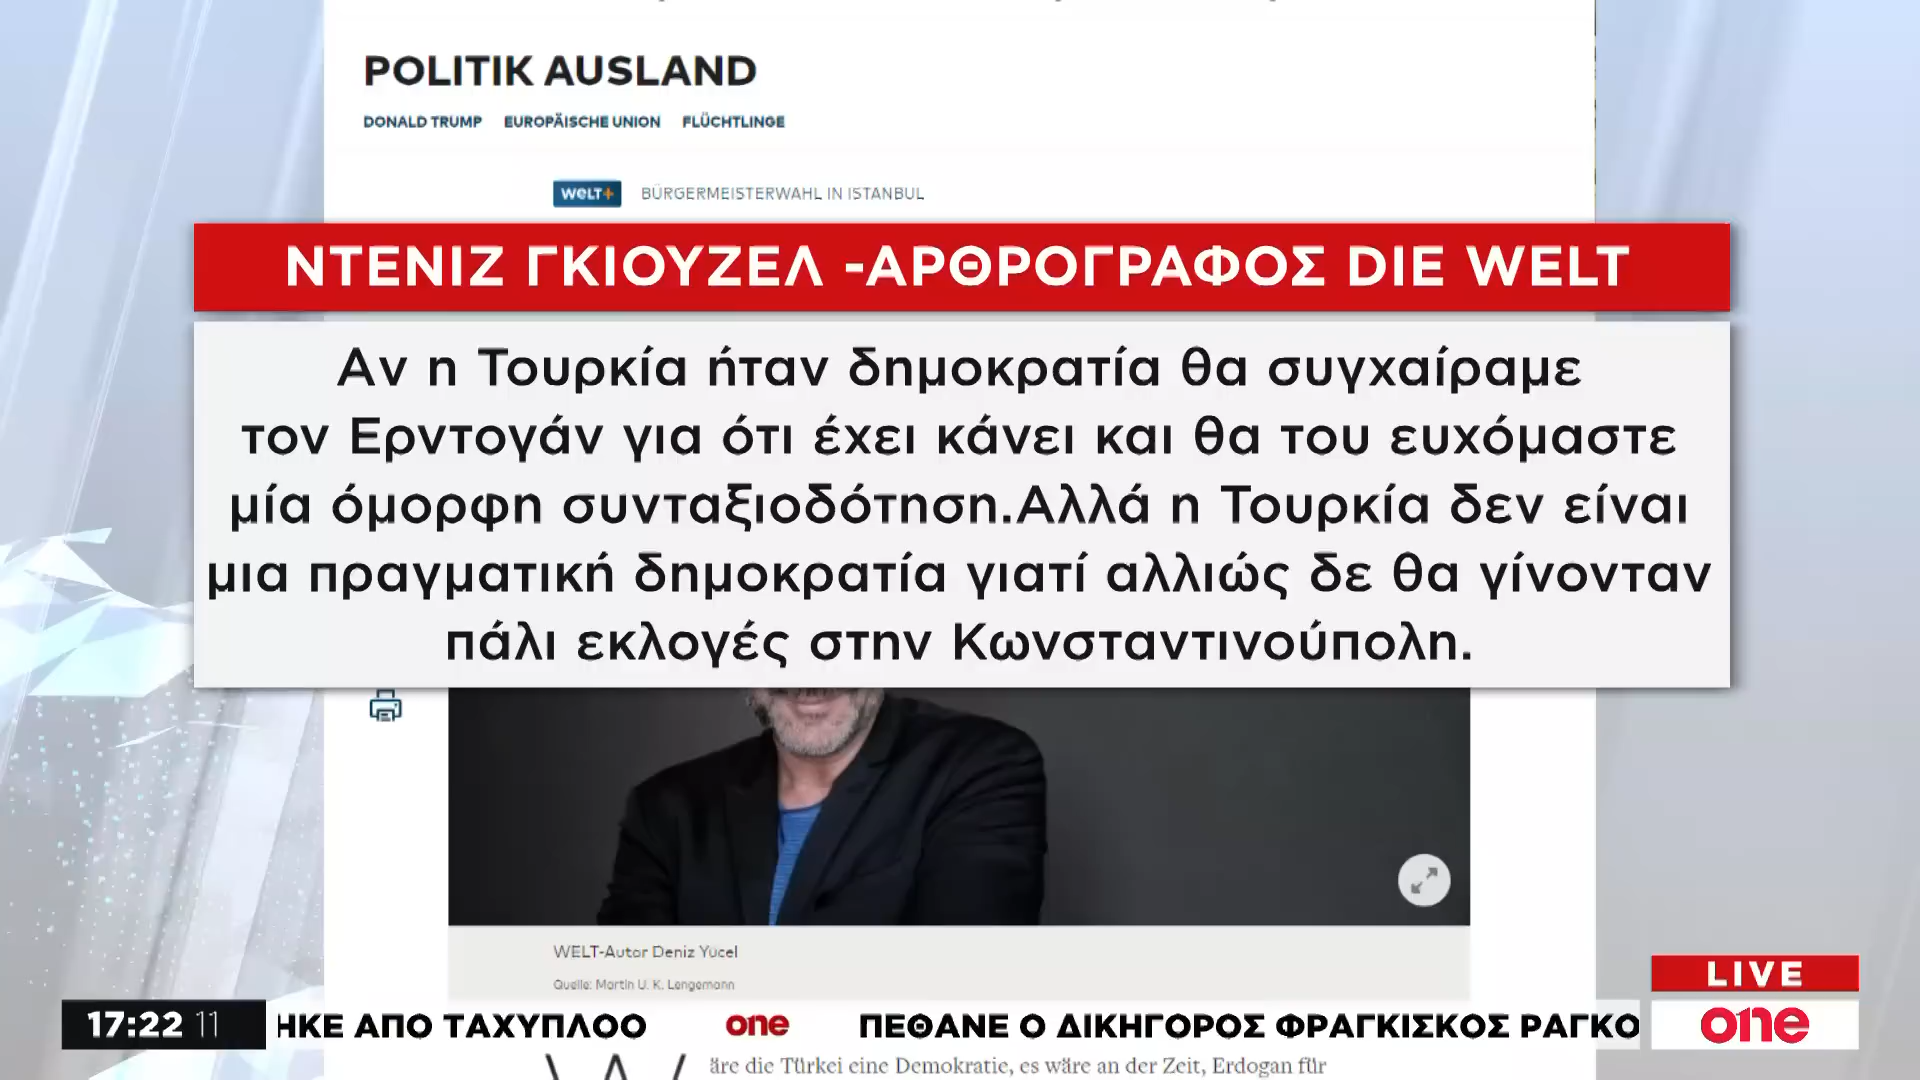 POLITIK AUSLAND
DONALD TRUMP EUROPÄISCHE UNION FLÜCHTLINGE
WELT+ BÜRGERMEISTERWAHL IN ISTANBUL
ΝΤΕΝΙΖ ΓΚΙΟΥΖΕΛ -ΑΡΘΡΟΓΡΑΦΟΣ DIE WELT
Αν η Τουρκία ήταν δημοκρατία θα συγχαίραμε
τον Ερντογάν για ότι έχει κάνει και θα του ευχόμαστε
μία όμορφη συνταξιοδότηση.Αλλά η Τουρκία δεν είναι
μια πραγματική δημοκρατία γιατί αλλιώς δε θα γίνονταν
πάλι εκλογές στην Κωνσταντινούπολη.
WELT-Autor Deniz Yücel
Quelle: Martin U. K. Lengemann
LIVE
17:22 11 ΗΚΕ ΑΠΟ ΤΑΧΥΠΛΟΟ one ΠΕΘΑΝΕ Ο ΔΙΚΗΓΟΡΟΣ ΦΡΑΓΚΙΣΚΟΣ ΡΑΓΚΟ one
Wäre die Türkei eine Demokratie, es wäre an der Zeit, Erdogan für